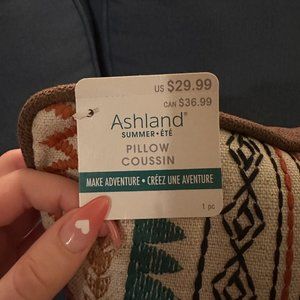 US $29.99
CAN $36.99
Ashland®
SUMMER • ÉTÉ
PILLOW
COUSSIN
MAKE ADVENTURE • CRÉEZ UNE AVENTURE
1 pc